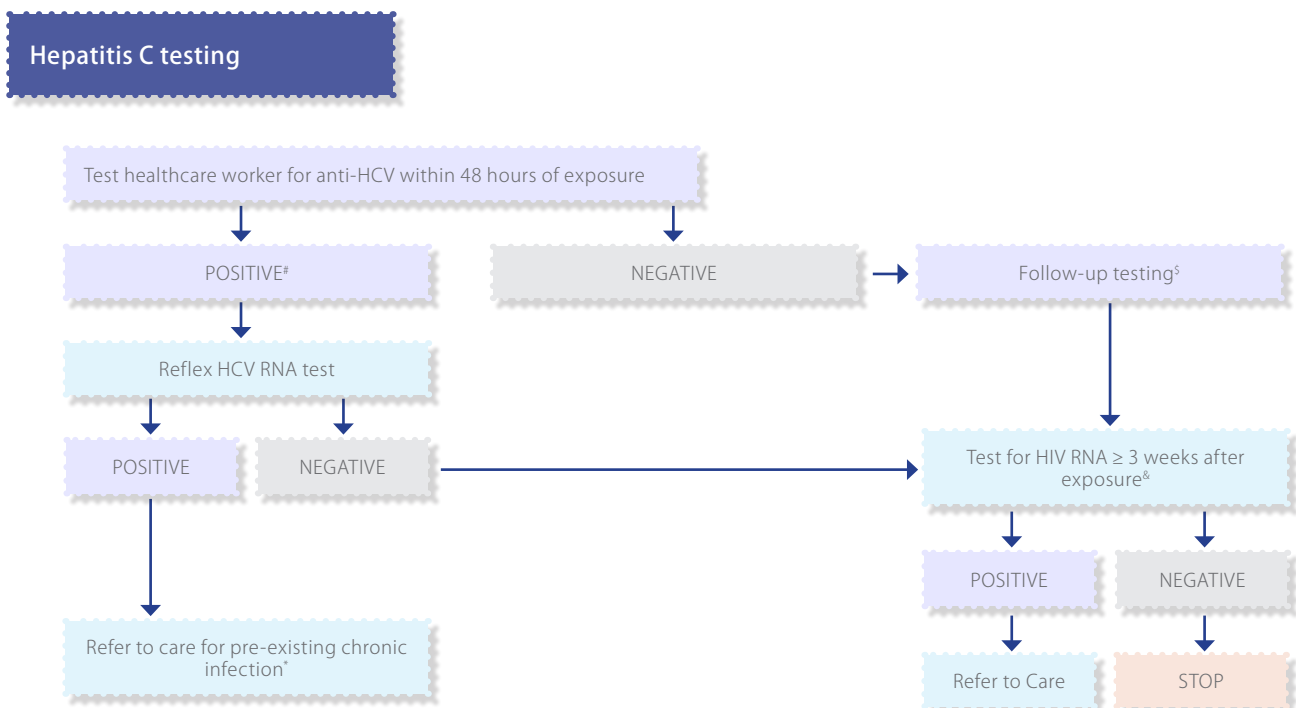 Hepatitis C testing
Test healthcare worker for anti-HCV within 48 hours of exposure
POSITIVE#
NEGATIVE
Follow-up testing$
Reflex HCV RNA test
POSITIVE
NEGATIVE
Test for HIV RNA ≥ 3 weeks after
exposure&
POSITIVE
NEGATIVE
Refer to care for pre-existing chronic
infection*
Refer to Care
STOP